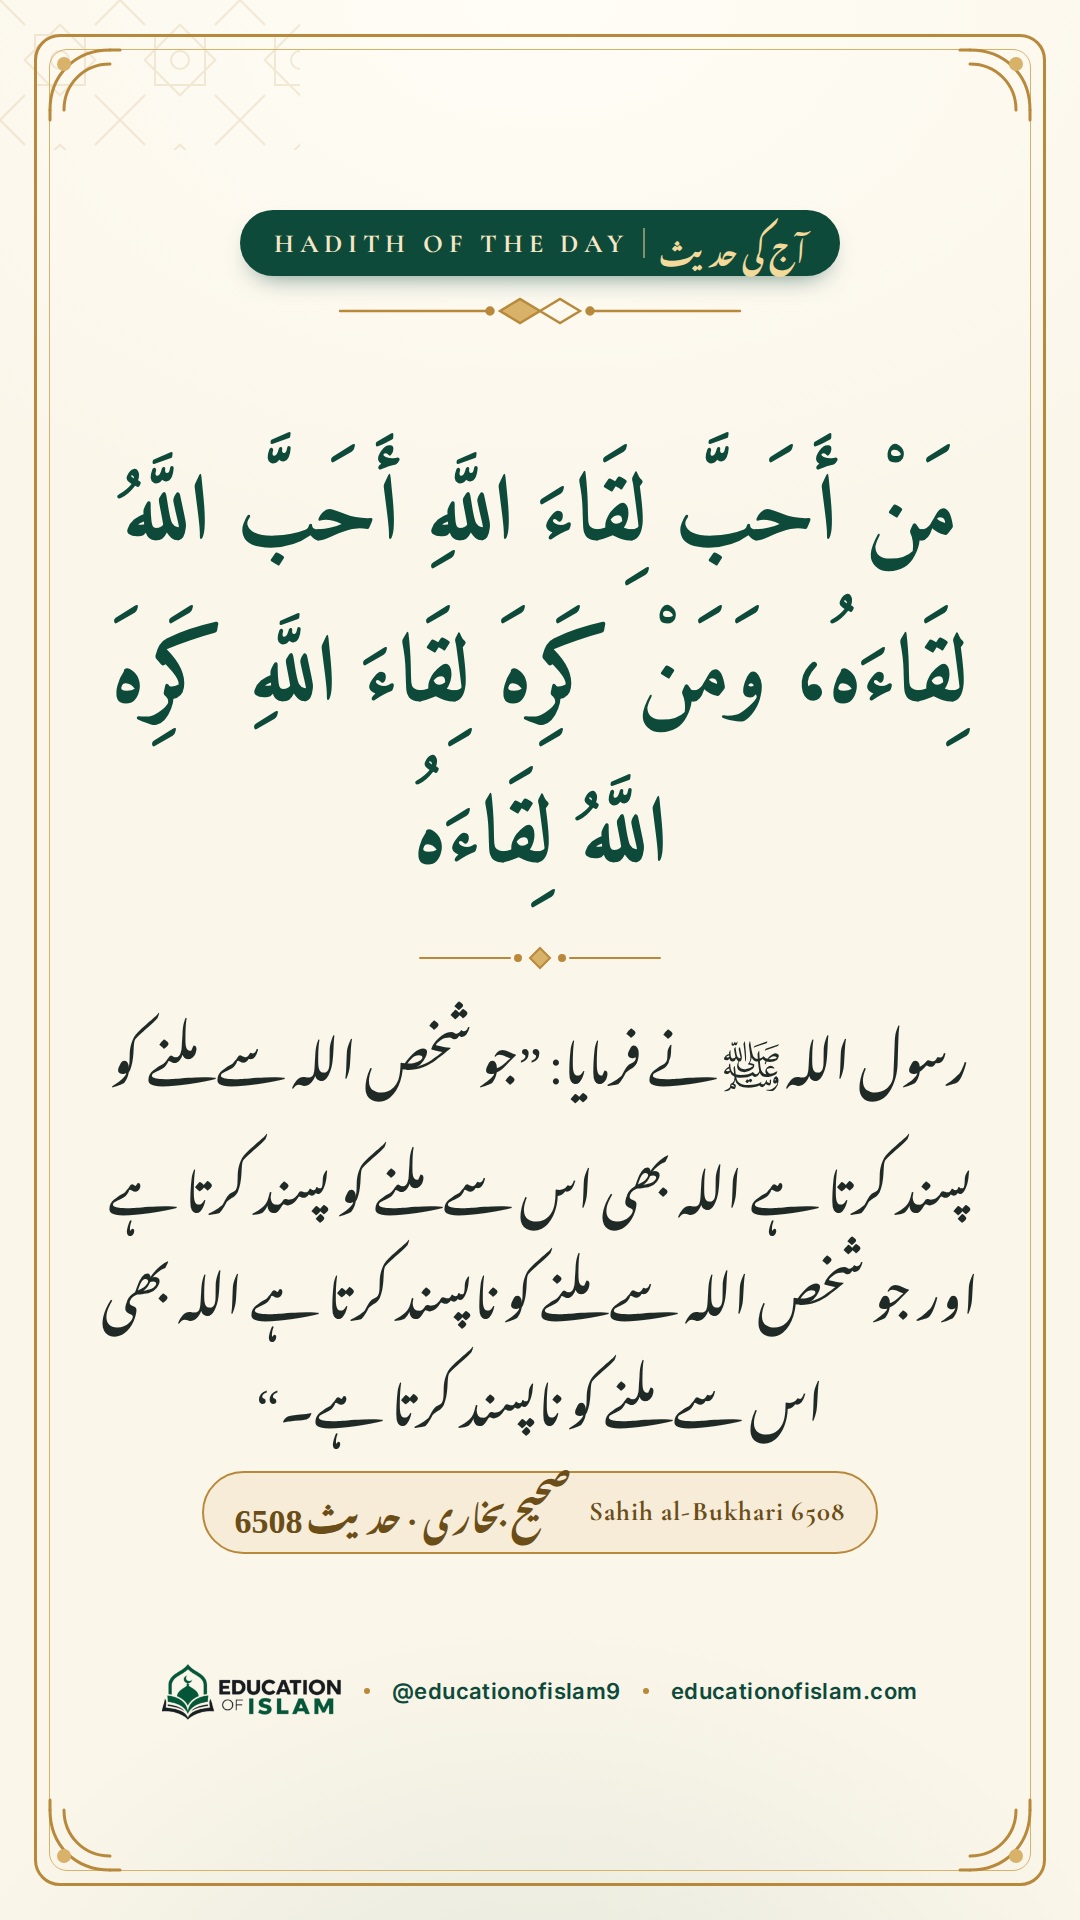 HADITH OF THE DAY | آج کی حدیث
مَنْ أَحَبَّ لِقَاءَ اللَّهِ أَحَبَّ اللَّهُ
لِقَاءَهُ، وَمَنْ كَرِهَ لِقَاءَ اللَّهِ كَرِهَ
اللَّهُ لِقَاءَهُ
رسول اللہ ﷺ نے فرمایا: ”جو شخص اللہ سے ملنے کو
پسند کرتا ہے اللہ بھی اس سے ملنے کو پسند کرتا ہے
اور جو شخص اللہ سے ملنے کو ناپسند کرتا ہے اللہ بھی
اس سے ملنے کو ناپسند کرتا ہے۔“
صحیح بخاری · حدیث 6508 Sahih al-Bukhari 6508
EDUCATION OF ISLAM • @educationofislam9 • educationofislam.com